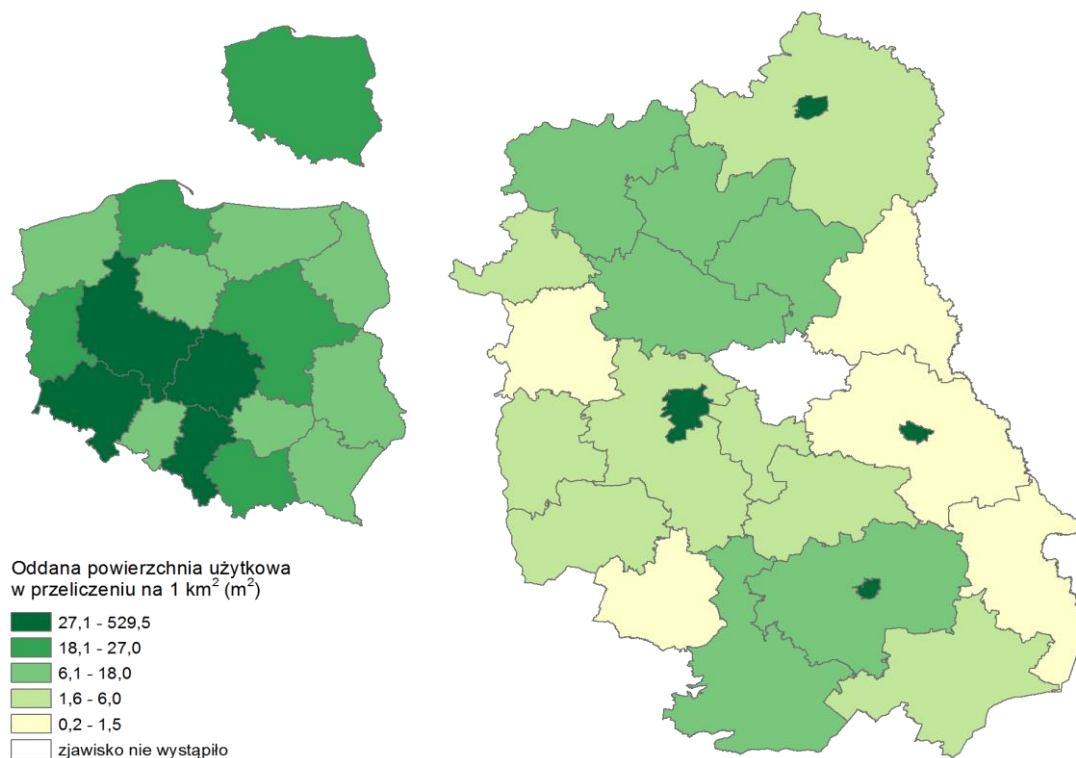 Oddana powierzchnia użytkowa
w przeliczeniu na 1 km² (m²)
27,1 - 529,5
18,1 - 27,0
6,1 - 18,0
1,6 - 6,0
0,2 - 1,5
zjawisko nie wystąpiło